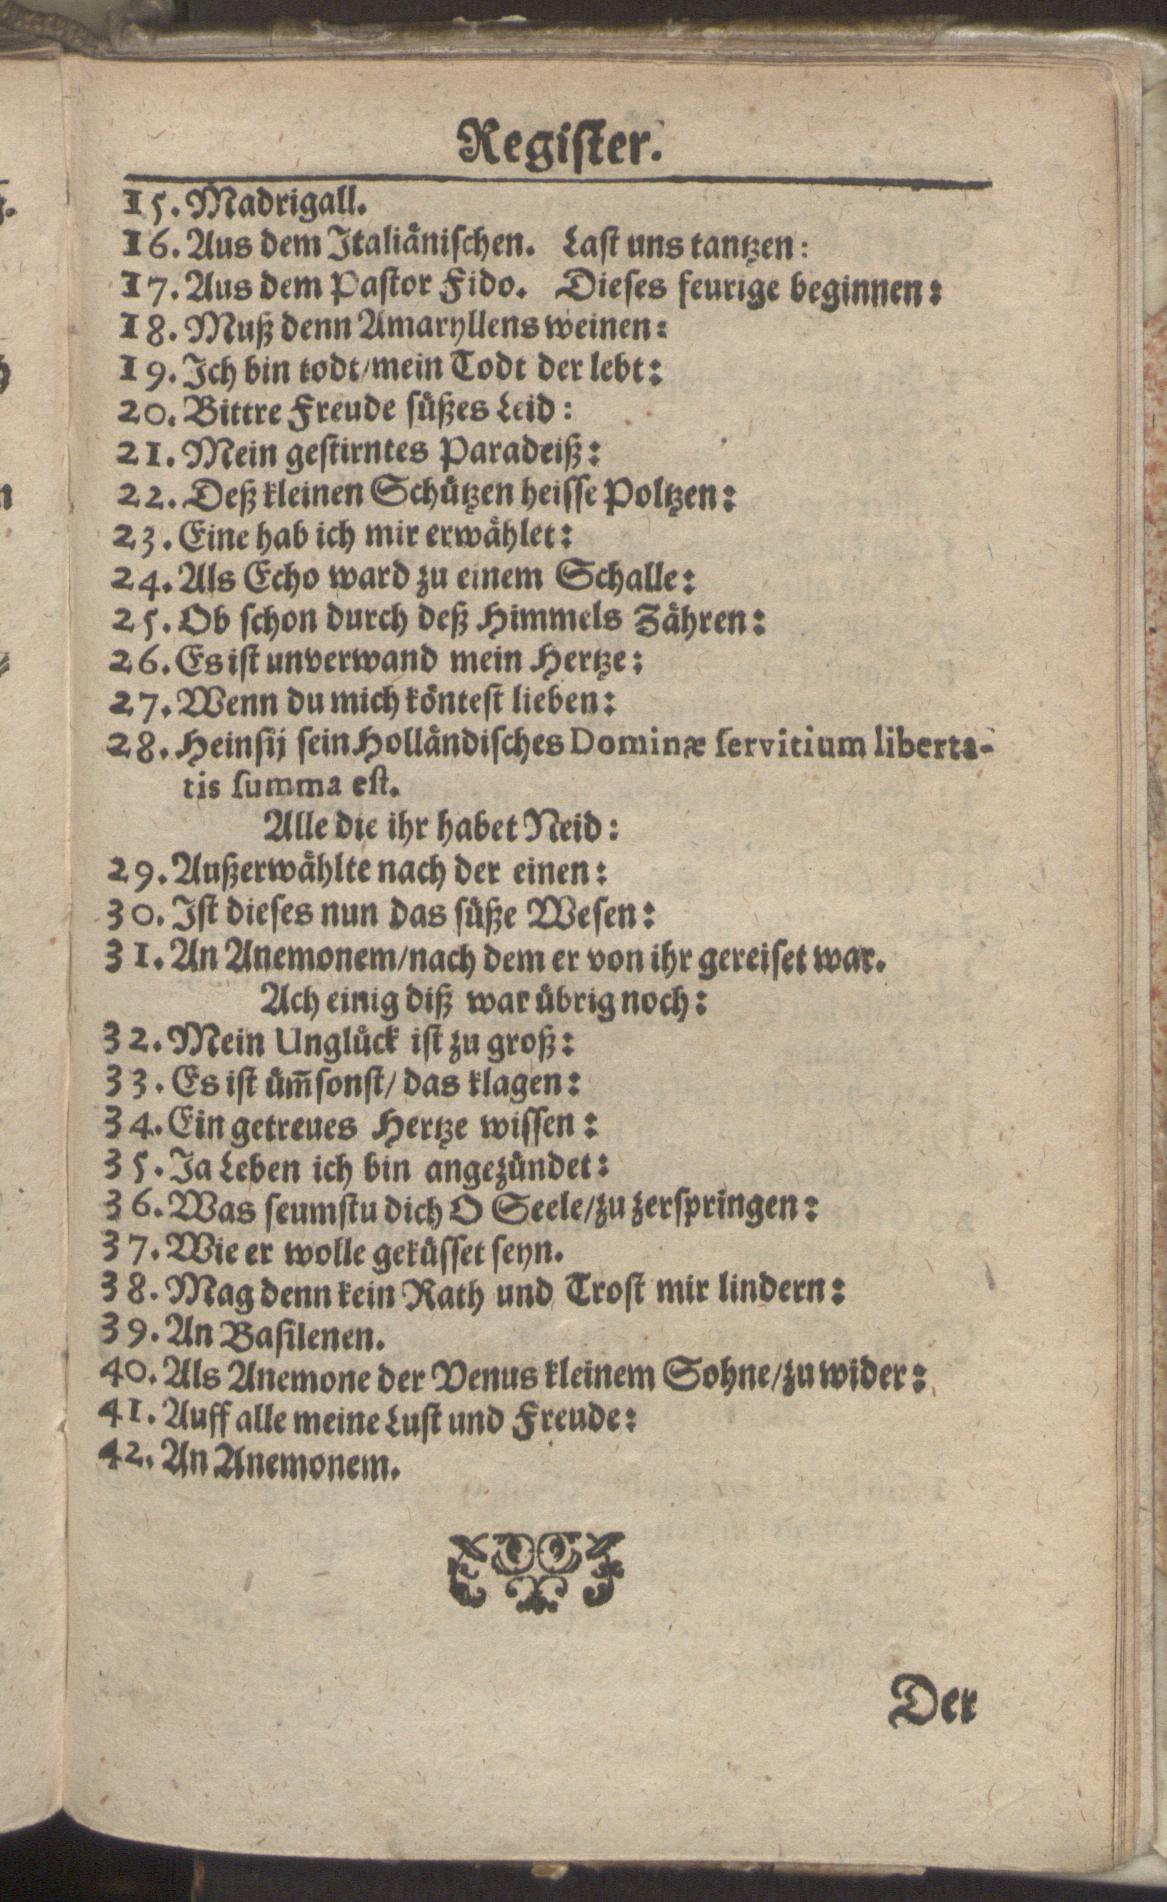 Register.
15. Madrigall.
16. Aus dem Italiänischen. Last uns tantzen:
17. Aus dem Pastor Fido. Dieses feurige beginnen:
18. Muß denn Amaryllens weinen:
19. Ich bin todt/mein Todt der lebt:
20. Bittre Freude süßes Leid:
21. Mein gestirntes Paradeiß:
22. Deß kleinen Schützen heisse Poltzen:
23. Eine hab ich mir erwählet:
24. Als Echo ward zu einem Schalle:
25. Ob schon durch deß Himmels Zähren:
26. Es ist unverwand mein Hertze:
27. Wenn du mich köntest lieben:
28. Heinsij sein Holländisches Dominæ servitium liberta-
tis summa est.
Alle die ihr habet Neid:
29. Außerwählte nach der einen:
30. Ist dieses nun das süße Wesen:
31. An Anemonem/nach dem er von ihr gereiset war.
Ach einig diß war übrig noch:
32. Mein Unglück ist zu groß:
33. Es ist üm̄sonst/ das klagen:
34. Ein getreues Hertze wissen:
35. Ja Leben ich bin angezündet:
36. Was seumstu dich O Seele/zu zerspringen:
37. Wie er wolle geküsset seyn.
38. Mag denn kein Rath und Trost mir lindern:
39. An Basilenen.
40. Als Anemone der Venus kleinem Sohne/zu wider:
41. Auff alle meine Lust und Freude:
42. An Anemonem.
Der